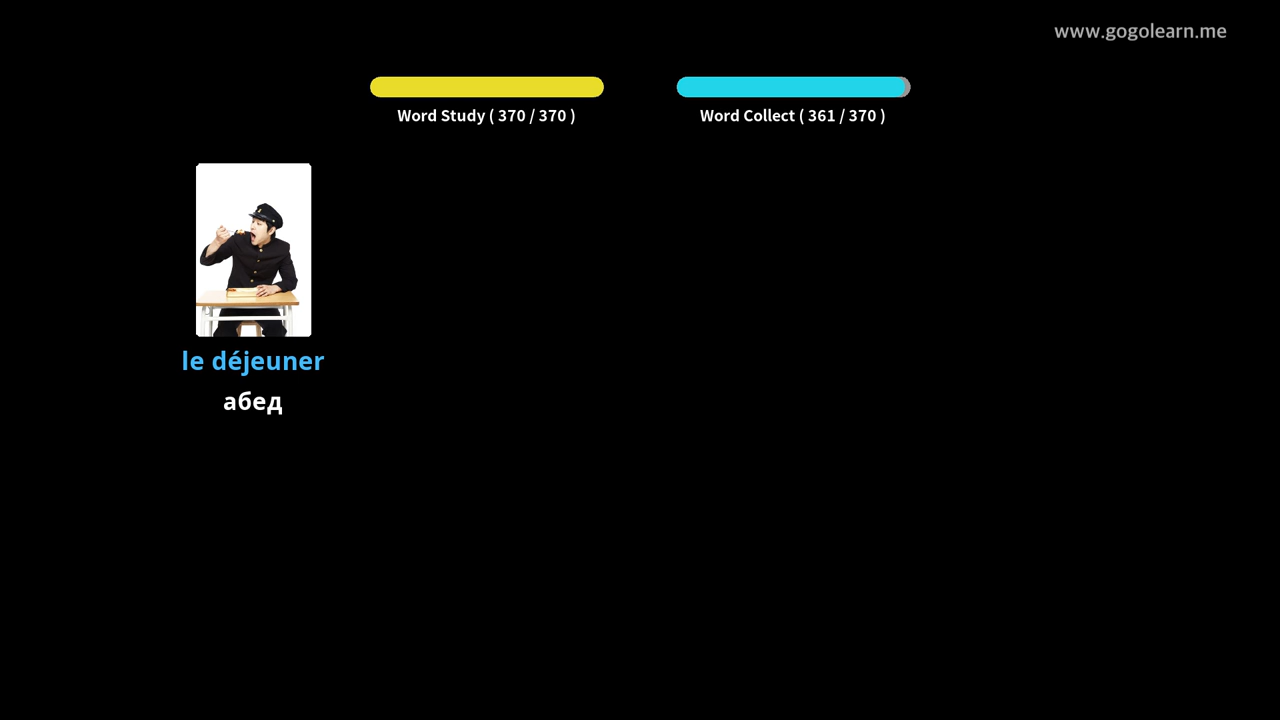 www.gogolearn.me
Word Study ( 370 / 370 )
Word Collect ( 361 / 370 )
le déjeuner
абед